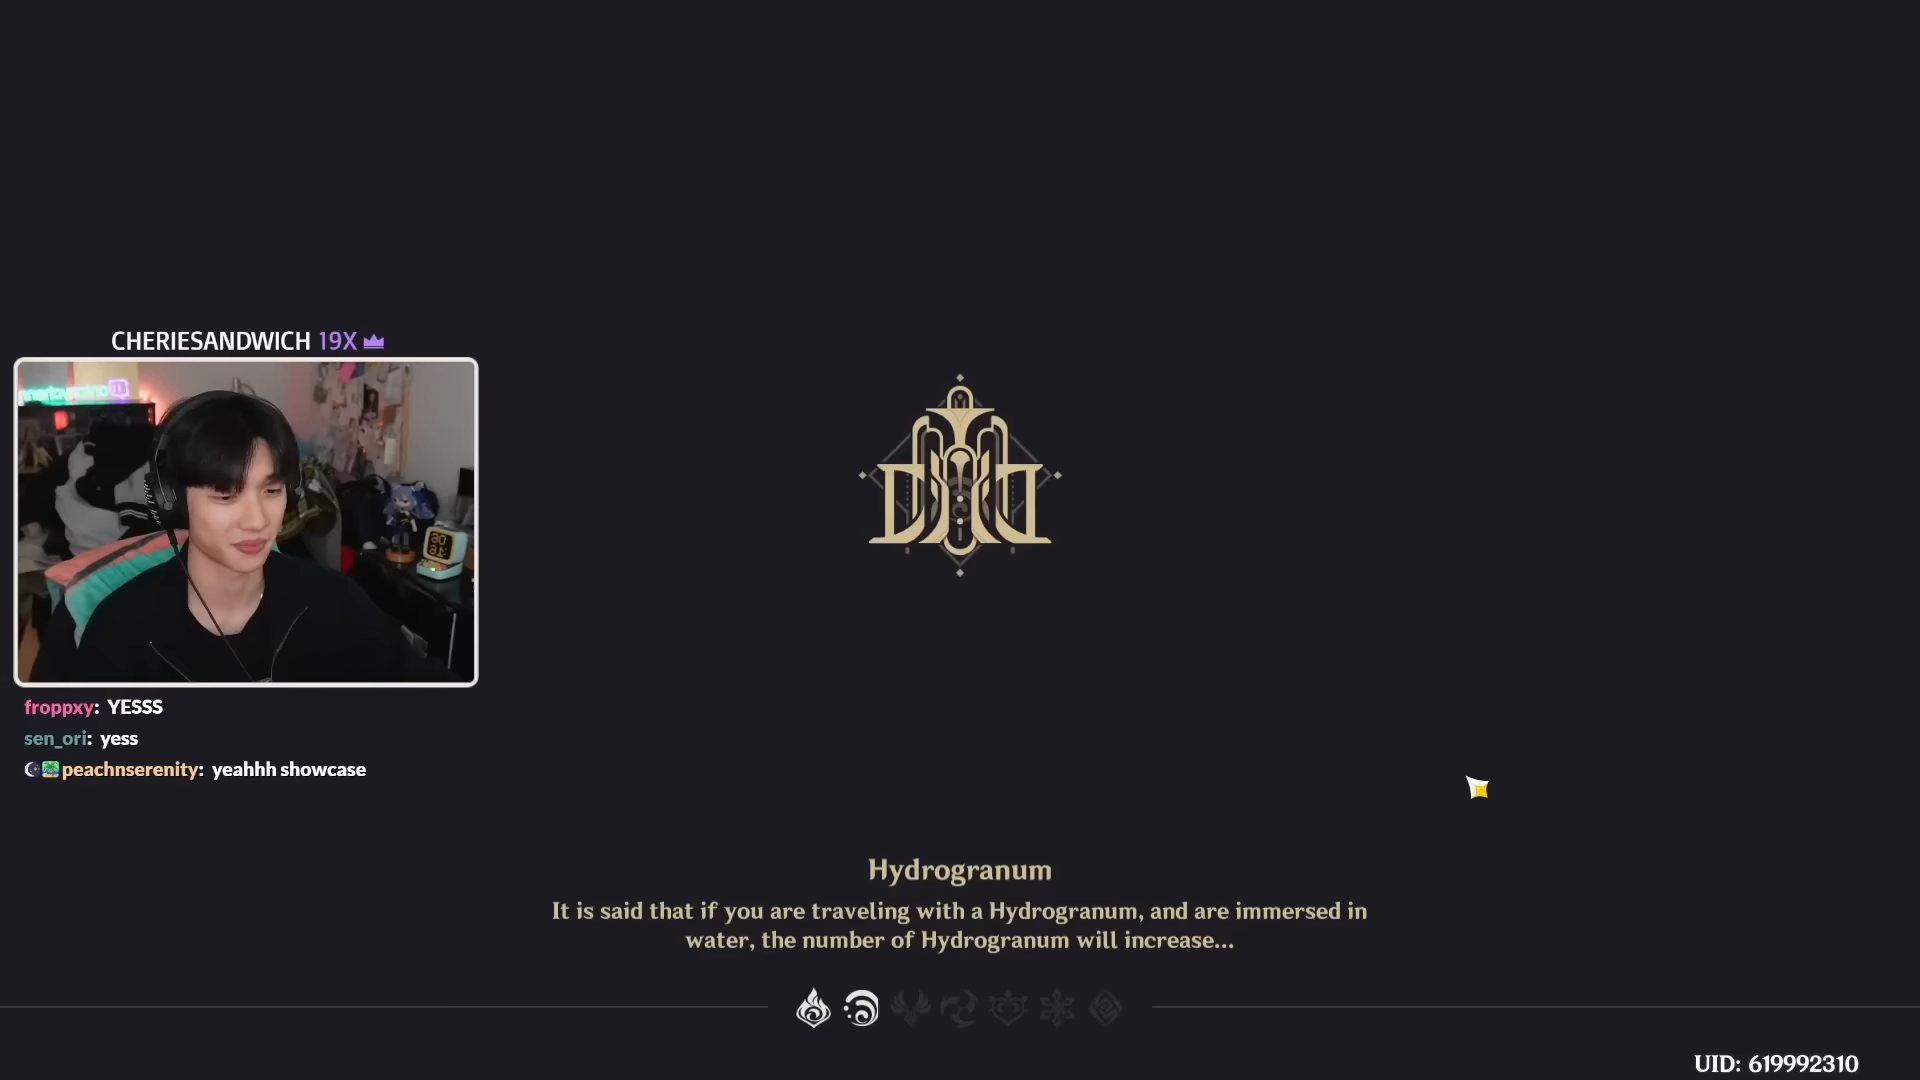 CHERIESANDWICH 19X
froppxy: YESSS
sen_ori: yess
peachnserenity: yeahhh showcase
Hydrogranum
It is said that if you are traveling with a Hydrogranum, and are immersed in
water, the number of Hydrogranum will increase...
UID: 619992310